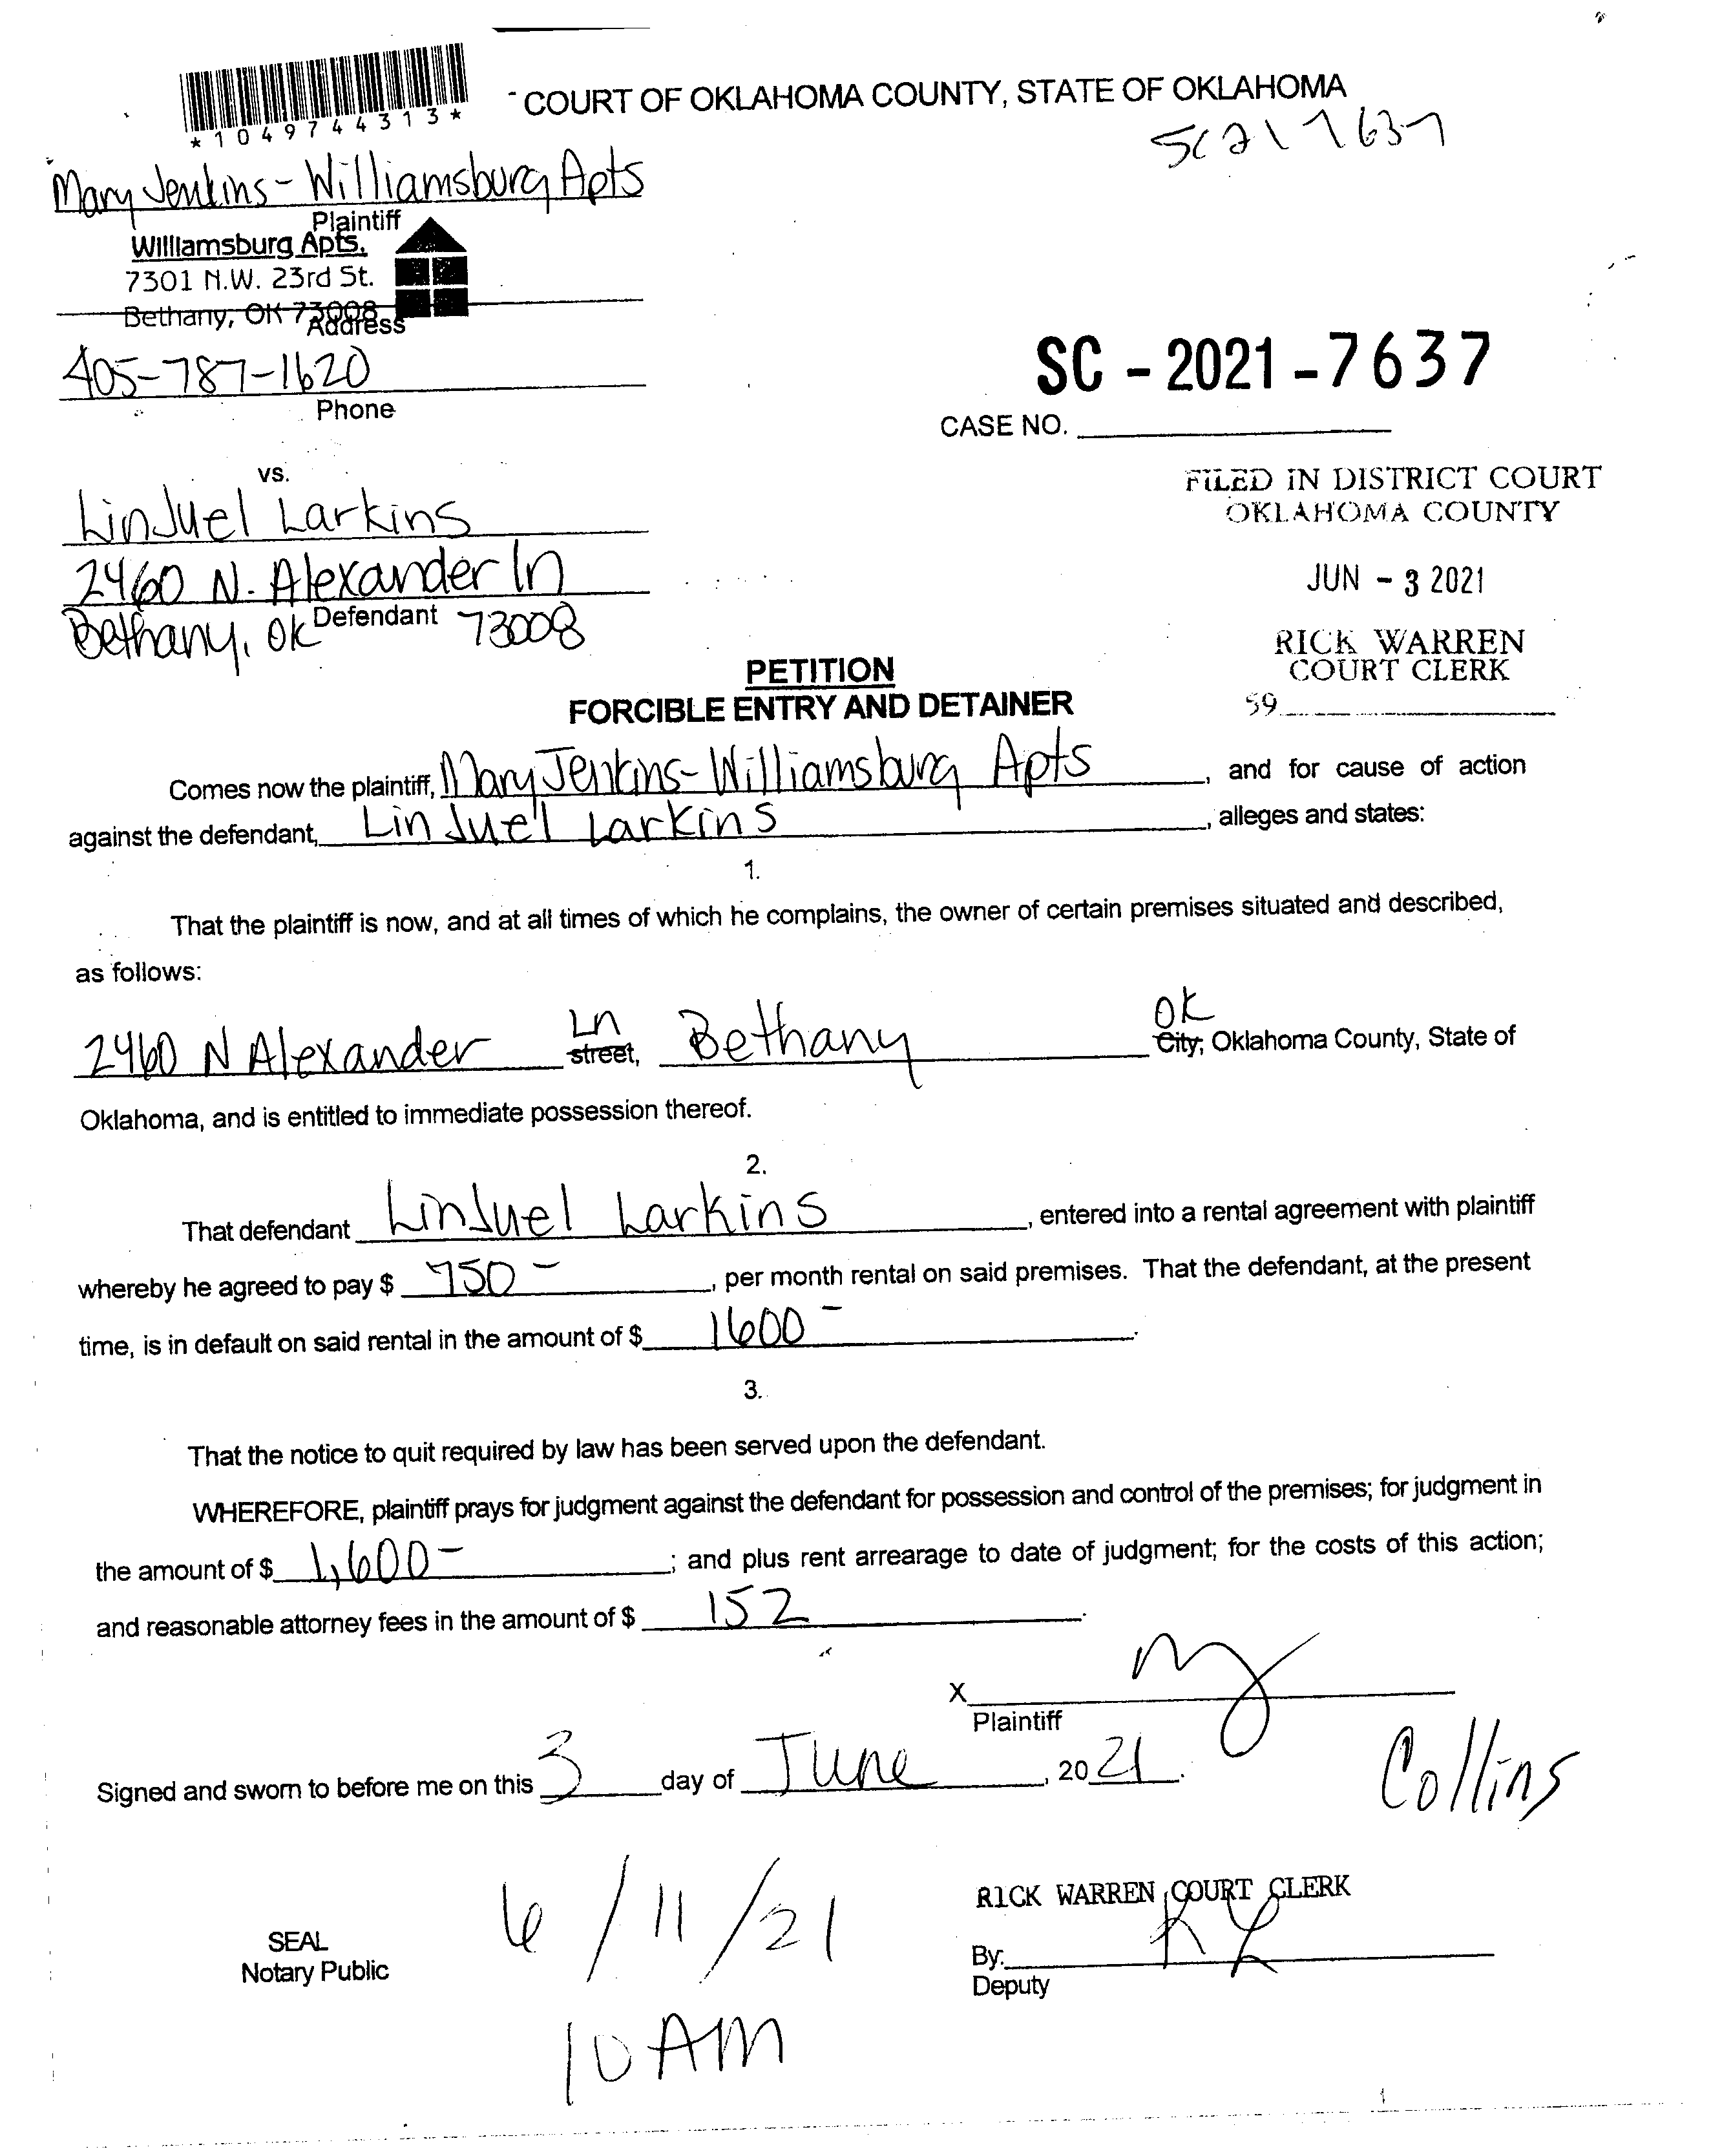 *1049744313*
COURT OF OKLAHOMA COUNTY, STATE OF OKLAHOMA
SC217637
Mary Jenkins - Williamsburg Apts
Plaintiff
Williamsburg Apts.
7301 N.W. 23rd St.
Bethany, OK 73008
Address
405-787-1620
Phone
SC - 2021 - 7637
CASE NO.
vs.
LinJuel Larkins
2460 N. Alexander ln
Defendant
Bethany, OK 73008
FILED IN DISTRICT COURT
OKLAHOMA COUNTY
JUN - 3 2021
RICK WARREN
COURT CLERK
59
PETITION
FORCIBLE ENTRY AND DETAINER
Comes now the plaintiff, Mary Jenkins - Williamsburg Apts, and for cause of action
against the defendant, LinJuel Larkins, alleges and states:
1.
That the plaintiff is now, and at all times of which he complains, the owner of certain premises situated and described,
as follows:
2460 N Alexander Ln street, Bethany OK City, Oklahoma County, State of
Oklahoma, and is entitled to immediate possession thereof.
2.
That defendant LinJuel Larkins, entered into a rental agreement with plaintiff
whereby he agreed to pay $ 750-, per month rental on said premises. That the defendant, at the present
time, is in default on said rental in the amount of $ 1600-.
3.
That the notice to quit required by law has been served upon the defendant.
WHEREFORE, plaintiff prays for judgment against the defendant for possession and control of the premises; for judgment in
the amount of $ 1,600-; and plus rent arrearage to date of judgment; for the costs of this action;
and reasonable attorney fees in the amount of $ 152.
X
Plaintiff
Signed and sworn to before me on this 3 day of June, 2021.
Collins
RICK WARREN, COURT CLERK
SEAL
Notary Public
6/11/21
By:
Deputy
10 AM